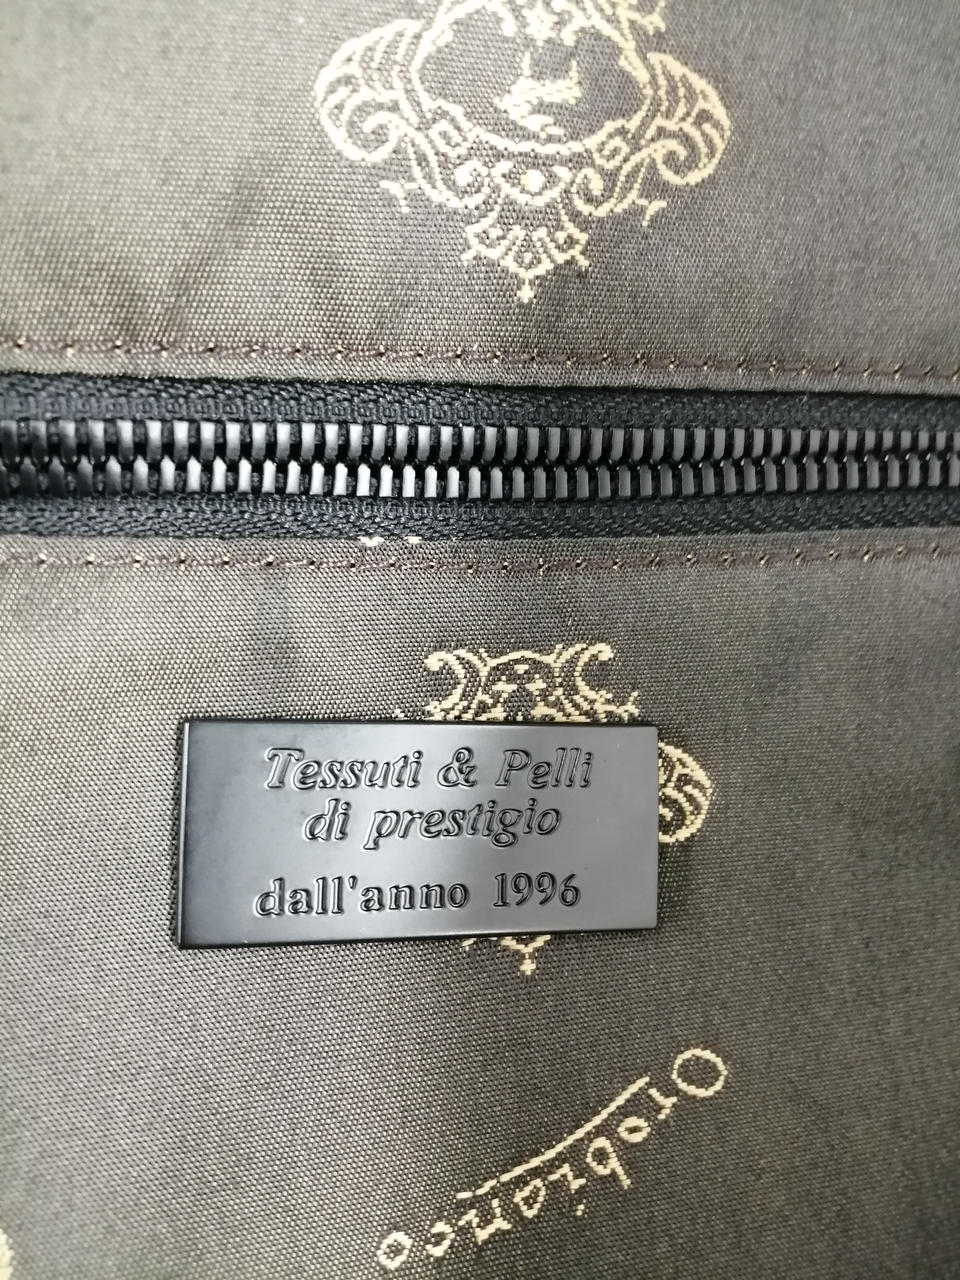 Tessuti & Pelli
di prestigio
dall'anno 1996
Orobianco